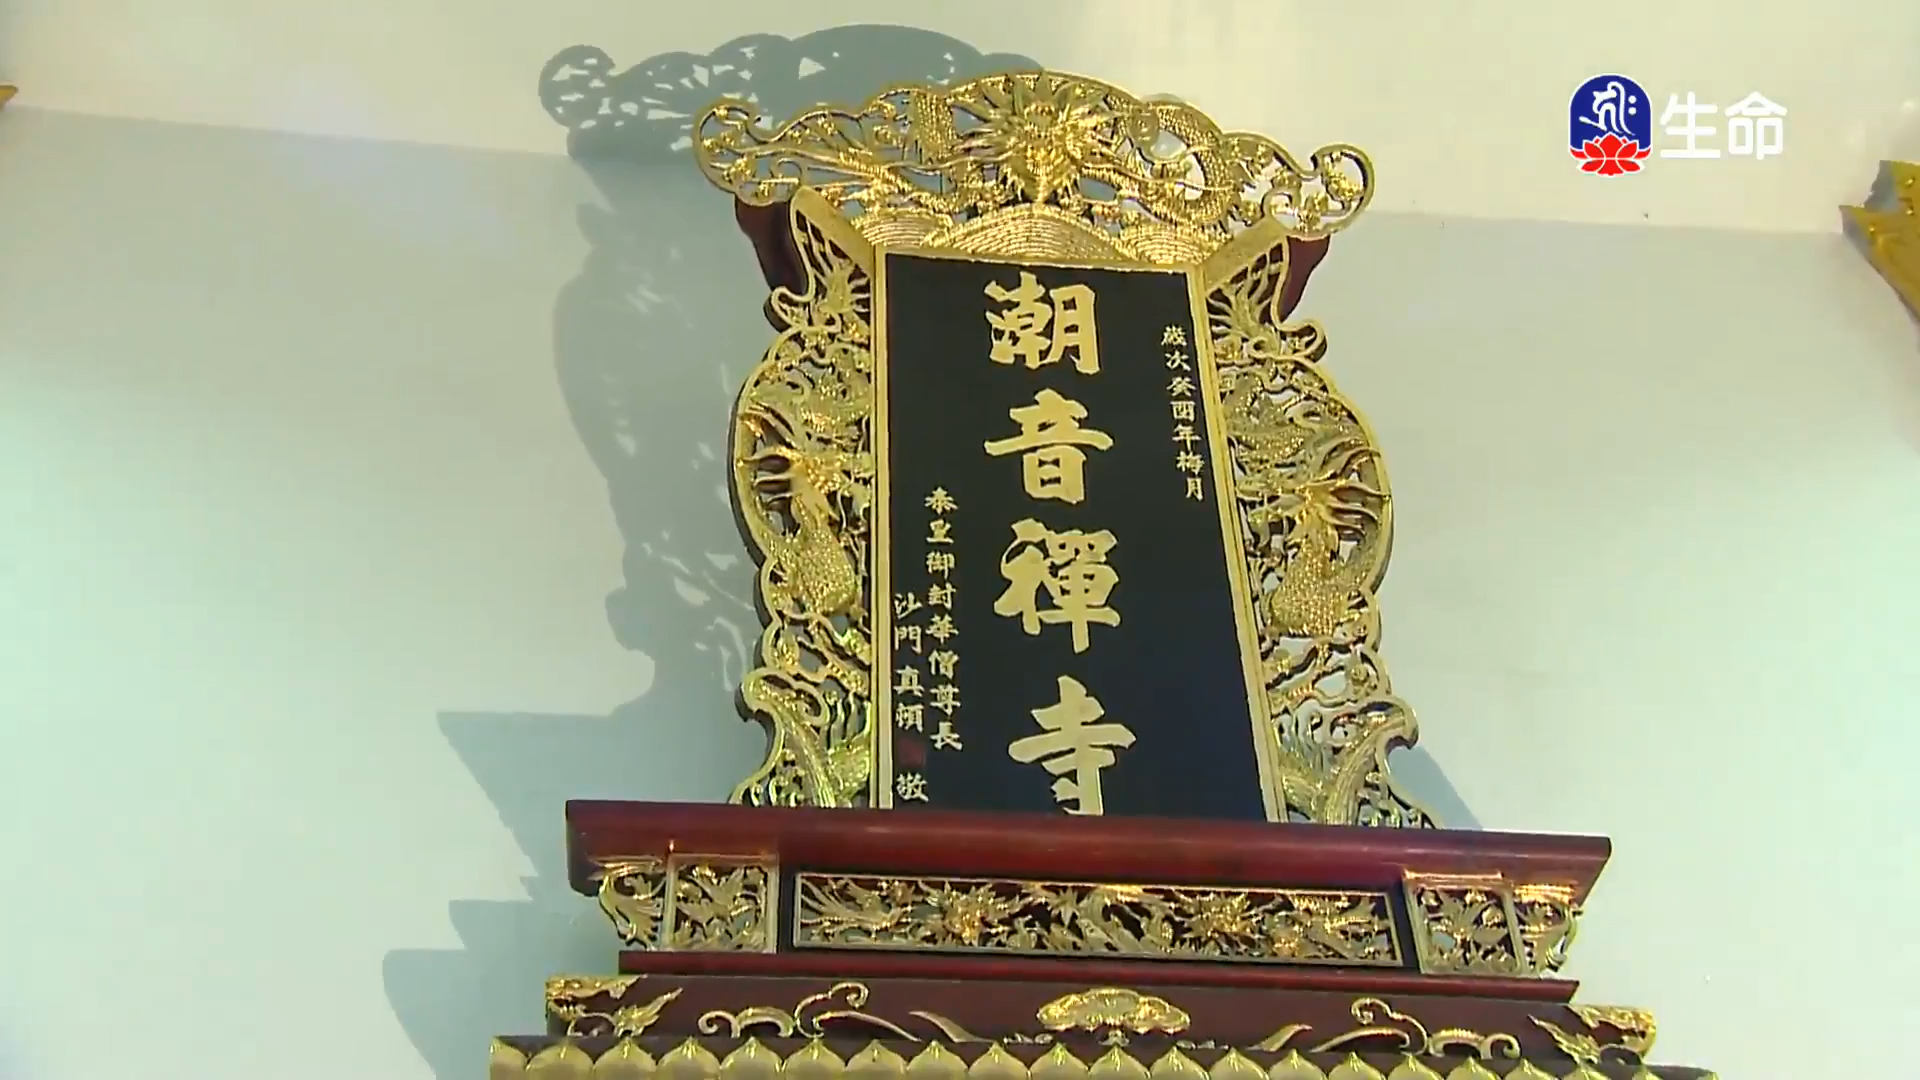 歲次癸酉年梅月
潮音禪寺
泰皇御封華僧尊長
沙門真頓 敬
生命